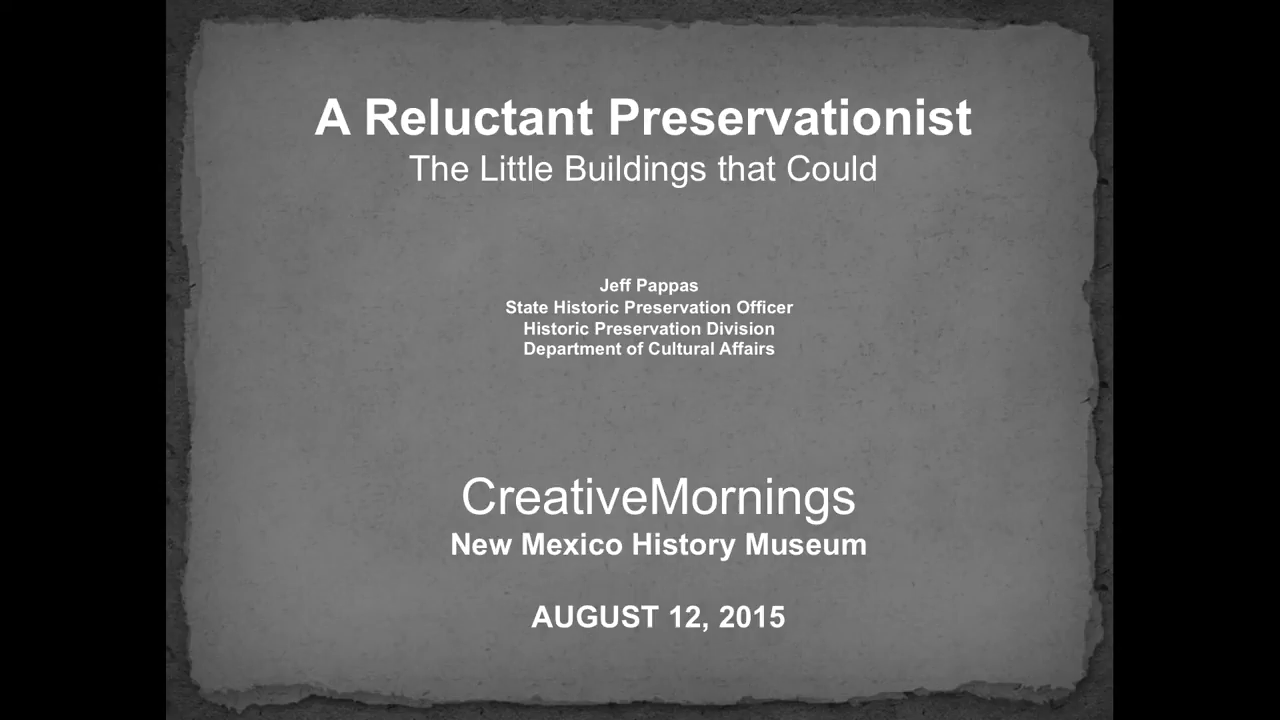 A Reluctant Preservationist
The Little Buildings that Could
Jeff Pappas
State Historic Preservation Officer
Historic Preservation Division
Department of Cultural Affairs
CreativeMornings
New Mexico History Museum
AUGUST 12, 2015